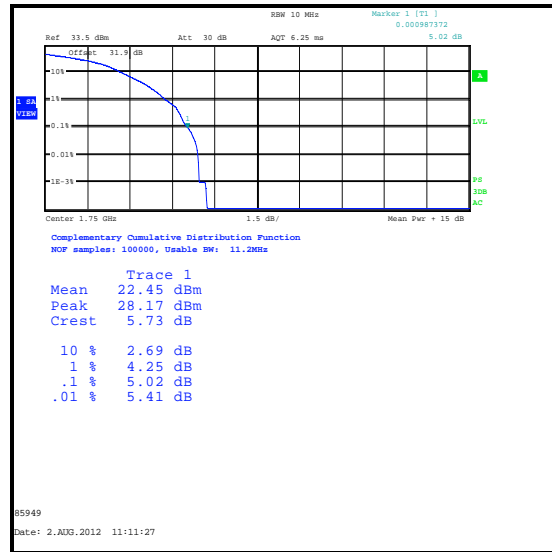 RBW 10 MHz Marker 1 [T1 ]
0.000987372
Ref 33.5 dBm Att 30 dB AQT 6.25 ms 5.02 dB
Offset 31.9 dB
10%
A
1 SA
VIEW
1%
1
0.1%
LVL
0.01%
1E-3%
PS
3DB
AC
Center 1.75 GHz 1.5 dB/ Mean Pwr + 15 dB
Complementary Cumulative Distribution Function
NOF samples: 100000, Usable BW: 11.2MHz
Trace 1
Mean 22.45 dBm
Peak 28.17 dBm
Crest 5.73 dB
10 % 2.69 dB
1 % 4.25 dB
.1 % 5.02 dB
.01 % 5.41 dB
85949
Date: 2.AUG.2012 11:11:27